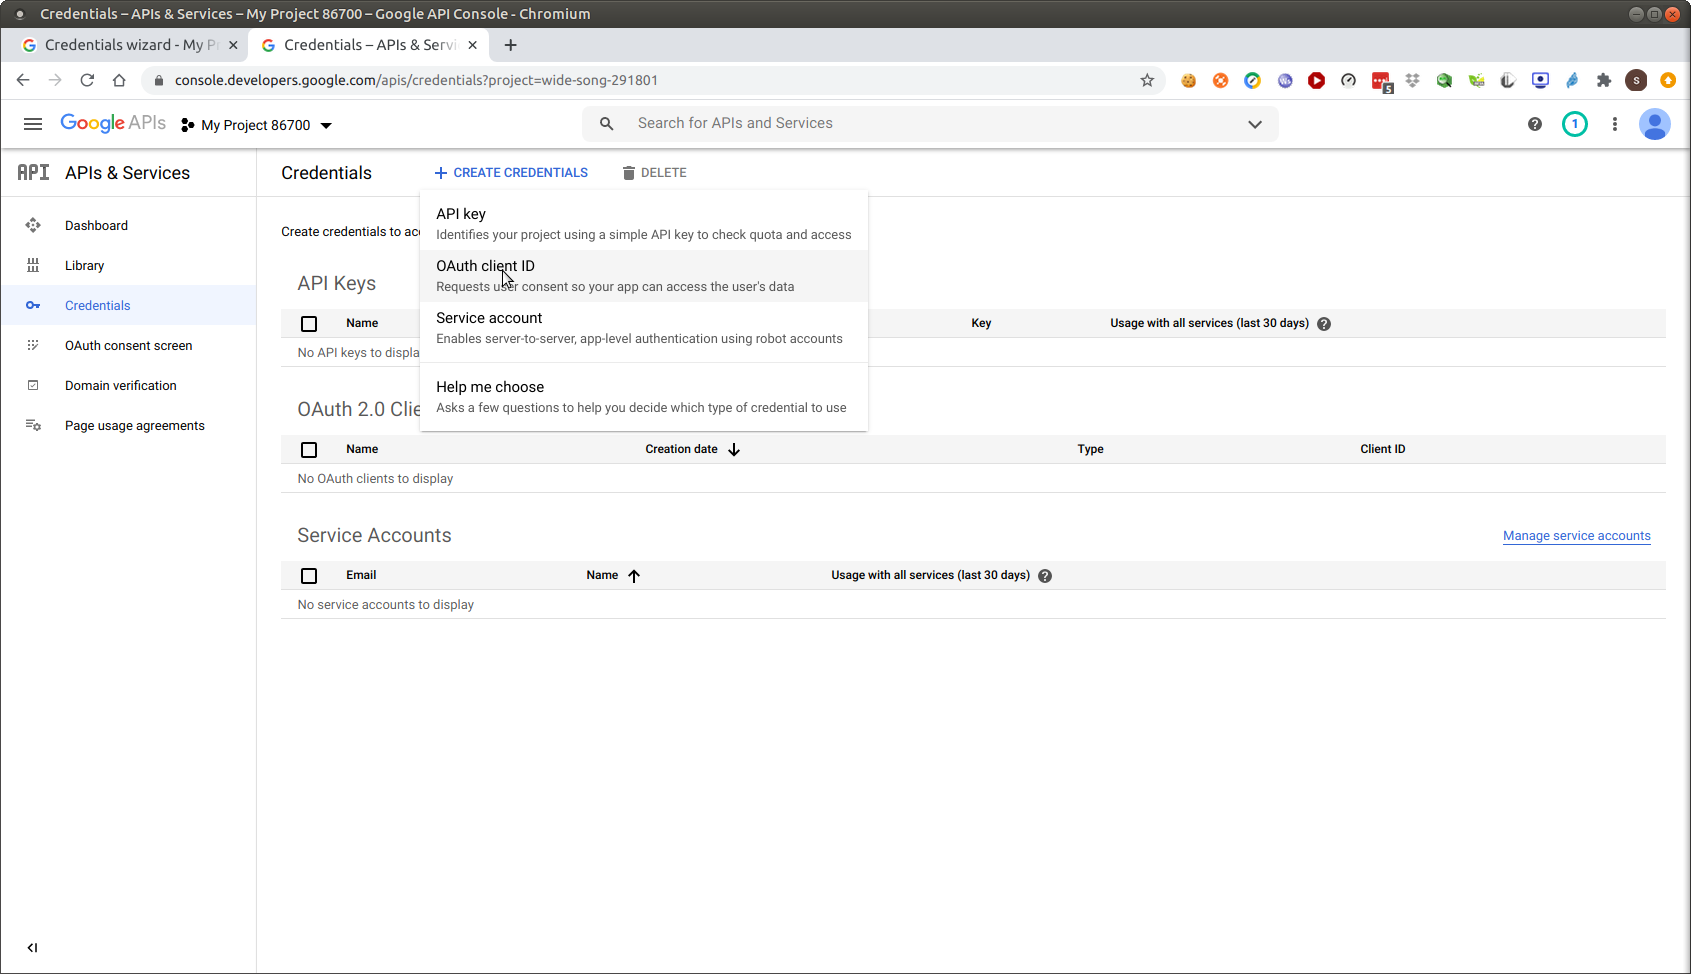 Credentials – APIs & Services – My Project 86700 – Google API Console - Chromium
Credentials wizard - My P
Credentials – APIs & Servi
console.developers.google.com/apis/credentials?project=wide-song-291801
5
S
Google APIs
My Project 86700
Search for APIs and Services
1
API APIs & Services
Credentials
CREATE CREDENTIALS
DELETE
Dashboard
Library
Credentials
OAuth consent screen
Domain verification
Page usage agreements
Create credentials to acc
API key
Identifies your project using a simple API key to check quota and access
OAuth client ID
Requests user consent so your app can access the user's data
Service account
Enables server-to-server, app-level authentication using robot accounts
Help me choose
Asks a few questions to help you decide which type of credential to use
API Keys
Name
Key
Usage with all services (last 30 days)
No API keys to displa
OAuth 2.0 Clie
Name
Creation date
Type
Client ID
No OAuth clients to display
Service Accounts
Manage service accounts
Email
Name
Usage with all services (last 30 days)
No service accounts to display